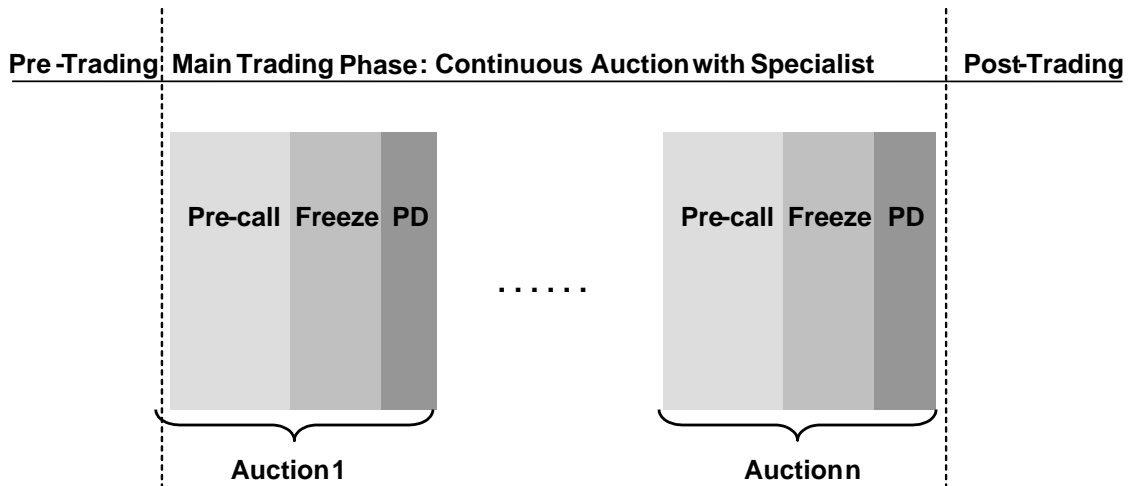 Pre-Trading Main Trading Phase: Continuous Auction with Specialist Post-Trading
Pre-call Freeze PD Pre-call Freeze PD
. . . . . .
Auction 1 Auction n